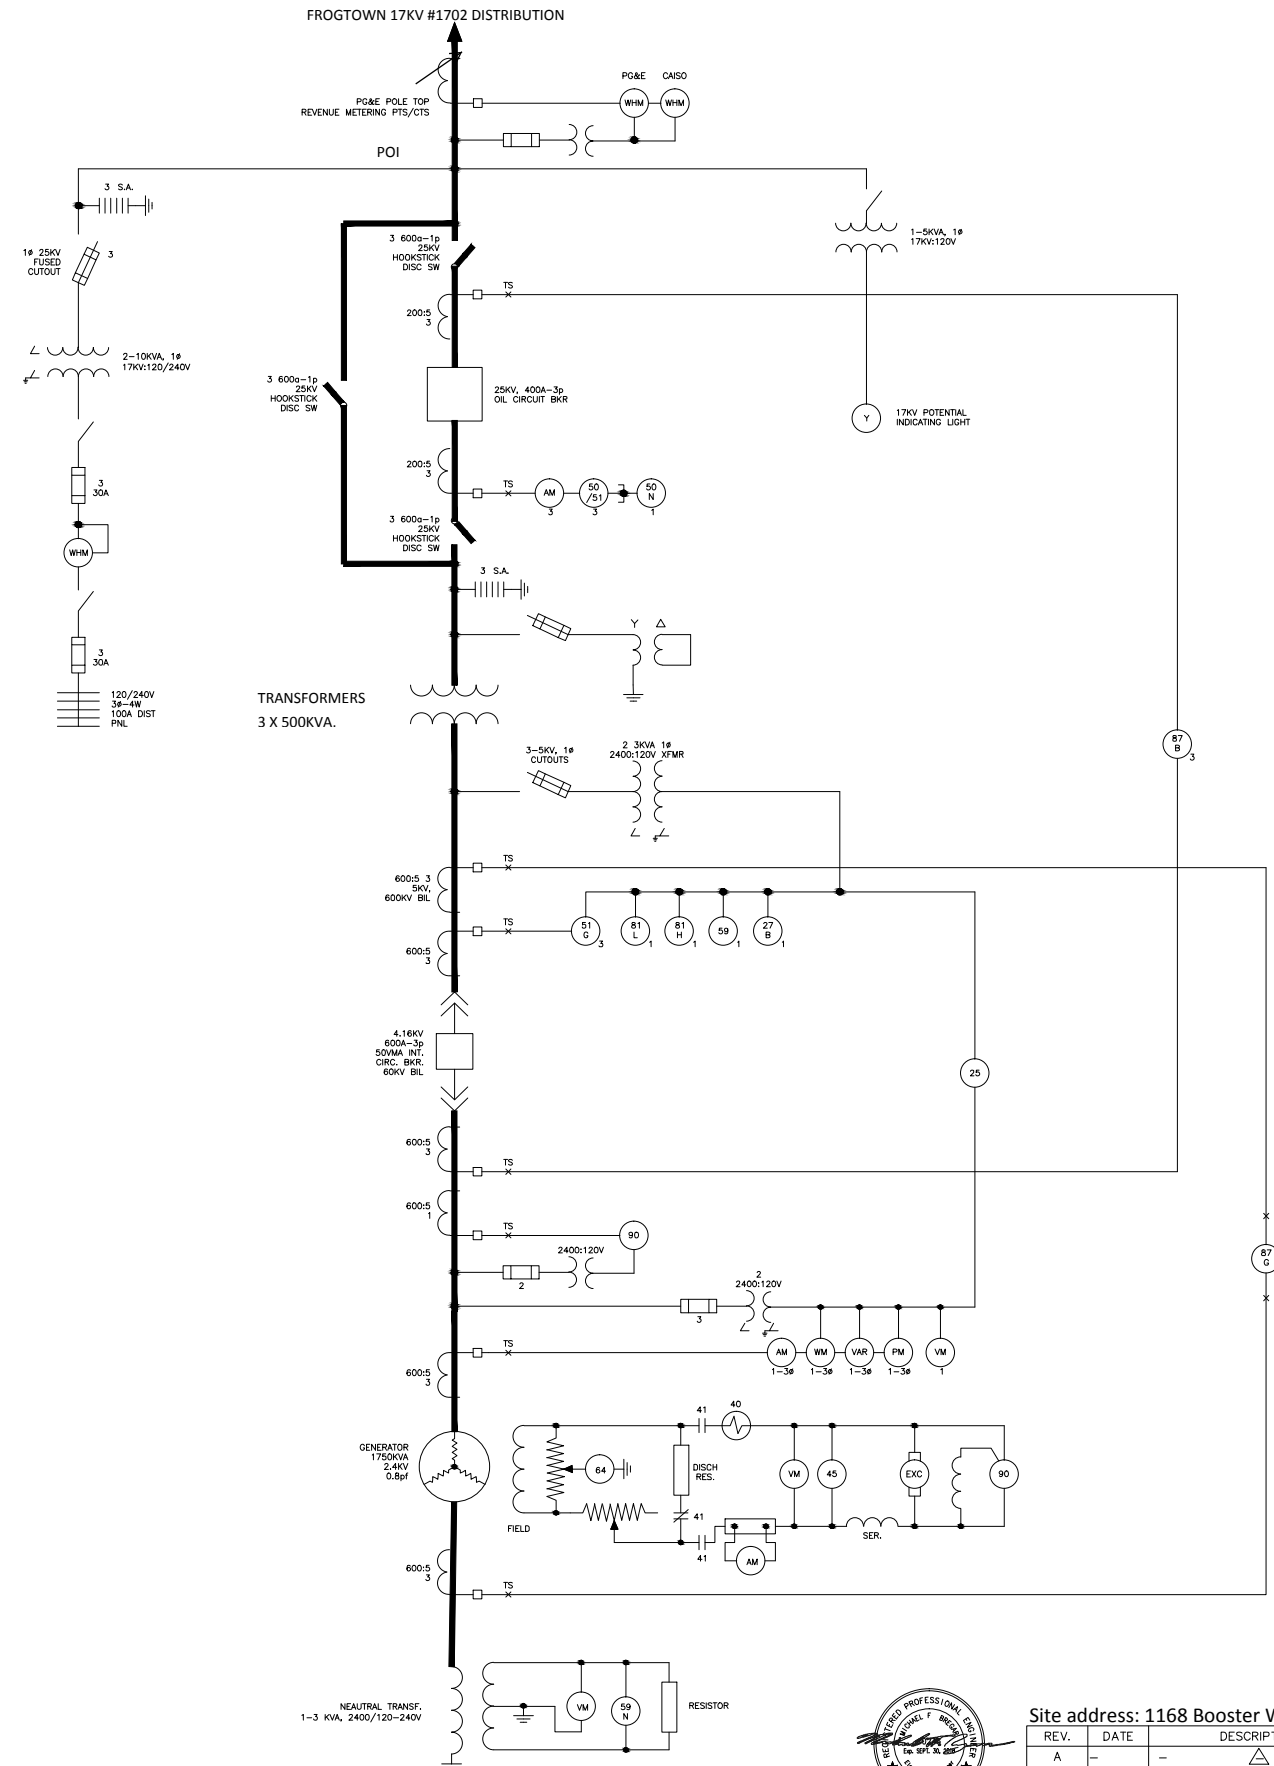 FROGTOWN 17KV #1702 DISTRIBUTION
PG&E
CAISO
PG&E POLE TOP
REVENUE METERING PTS/CTS
WHM
WHM
POI
3 S.A.
1ø 25KV
FUSED
CUTOUT
3
3 600a-1p
25KV
HOOKSTICK
DISC SW
1-5KVA, 1ø
17KV:120V
TS
200:5
3
2-10KVA, 1ø
17KV:120/240V
3 600a-1p
25KV
HOOKSTICK
DISC SW
25KV, 400A-3p
OIL CIRCUIT BKR
Y
17KV POTENTIAL
INDICATING LIGHT
200:5
3
TS
AM
3
50
/51
3
50
N
1
3
30A
3 600a-1p
25KV
HOOKSTICK
DISC SW
WHM
3 S.A.
Y
Δ
3
30A
120/240V
3ø-4W
100A DIST
PNL
TRANSFORMERS
3 X 500KVA.
3-5KV, 1ø
CUTOUTS
2 3KVA 1ø
2400:120V XFMR
87
B
3
TS
600:5 3
5KV,
600KV BIL
TS
600:5
3
51
G
3
81
L
1
81
H
1
59
1
27
B
1
4.16KV
600A-3p
50VMA INT.
CIRC. BKR.
60KV BIL
25
600:5
3
TS
600:5
1
TS
90
2400:120V
2
87
G
2
2400:120V
3
TS
600:5
3
AM
1-3ø
WM
1-3ø
VAR
1-3ø
PM
1-3ø
VM
1
GENERATOR
1750KVA
2.4KV
0.8pf
41
40
64
DISCH
RES.
VM
45
EXC
90
FIELD
41
41
AM
SER.
600:5
3
TS
NEAUTRAL TRANSF.
1-3 KVA, 2400/120-240V
VM
59
N
RESISTOR
REGISTERED PROFESSIONAL ENGINEER
MICHAEL F BREGAR
Exp. SEPT. 30, 2018
Site address: 1168 Booster
REV.
DATE
A
-
-